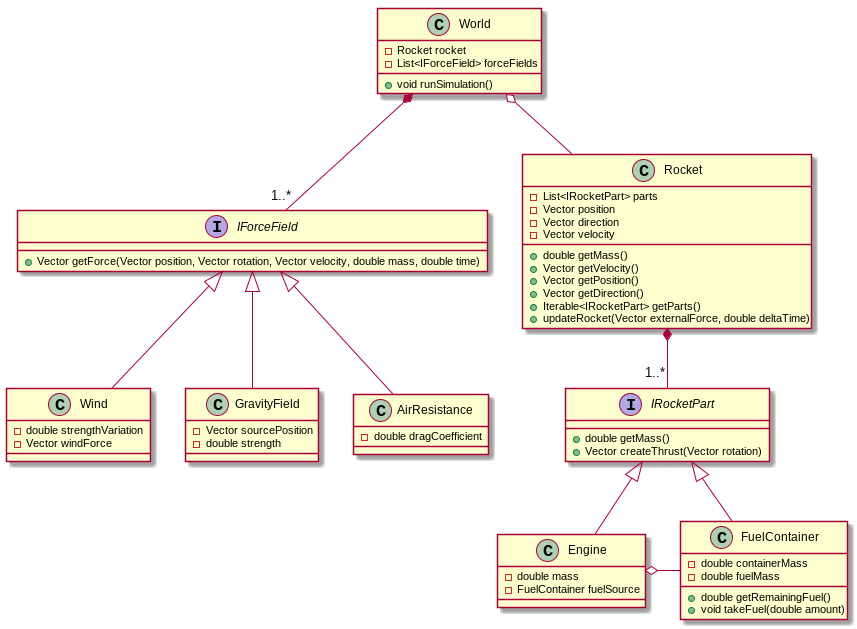 C World
Rocket rocket
List<IForceField> forceFields
void runSimulation()
1..*
C Rocket
List<IRocketPart> parts
Vector position
Vector direction
Vector velocity
double getMass()
Vector getVelocity()
Vector getPosition()
Vector getDirection()
Iterable<IRocketPart> getParts()
updateRocket(Vector externalForce, double deltaTime)
I IForceField
Vector getForce(Vector position, Vector rotation, Vector velocity, double mass, double time)
1..*
C Wind
double strengthVariation
Vector windForce
C GravityField
Vector sourcePosition
double strength
C AirResistance
double dragCoefficient
I IRocketPart
double getMass()
Vector createThrust(Vector rotation)
C Engine
double mass
FuelContainer fuelSource
C FuelContainer
double containerMass
double fuelMass
double getRemainingFuel()
void takeFuel(double amount)